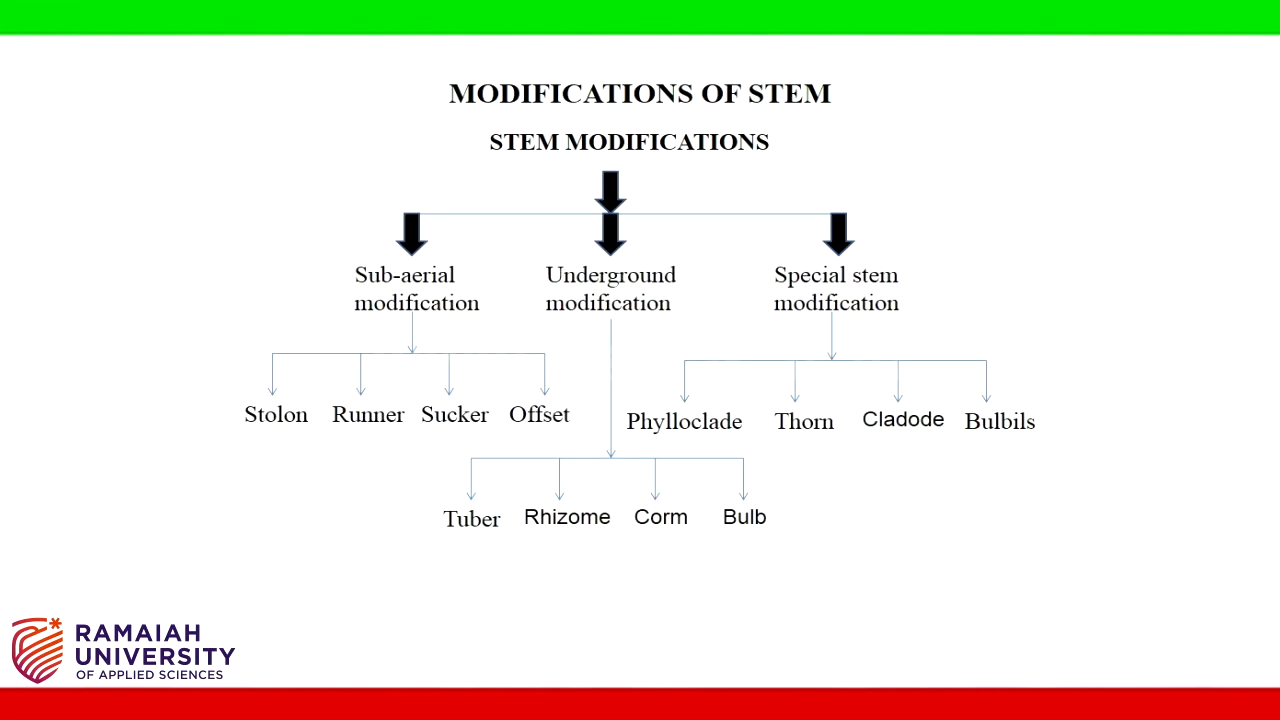 MODIFICATIONS OF STEM
STEM MODIFICATIONS
Sub-aerial
modification
Underground
modification
Special stem
modification
Stolon
Runner
Sucker
Offset
Phylloclade
Thorn
Cladode
Bulbils
Tuber
Rhizome
Corm
Bulb
RAMAIAH
UNIVERSITY
OF APPLIED SCIENCES